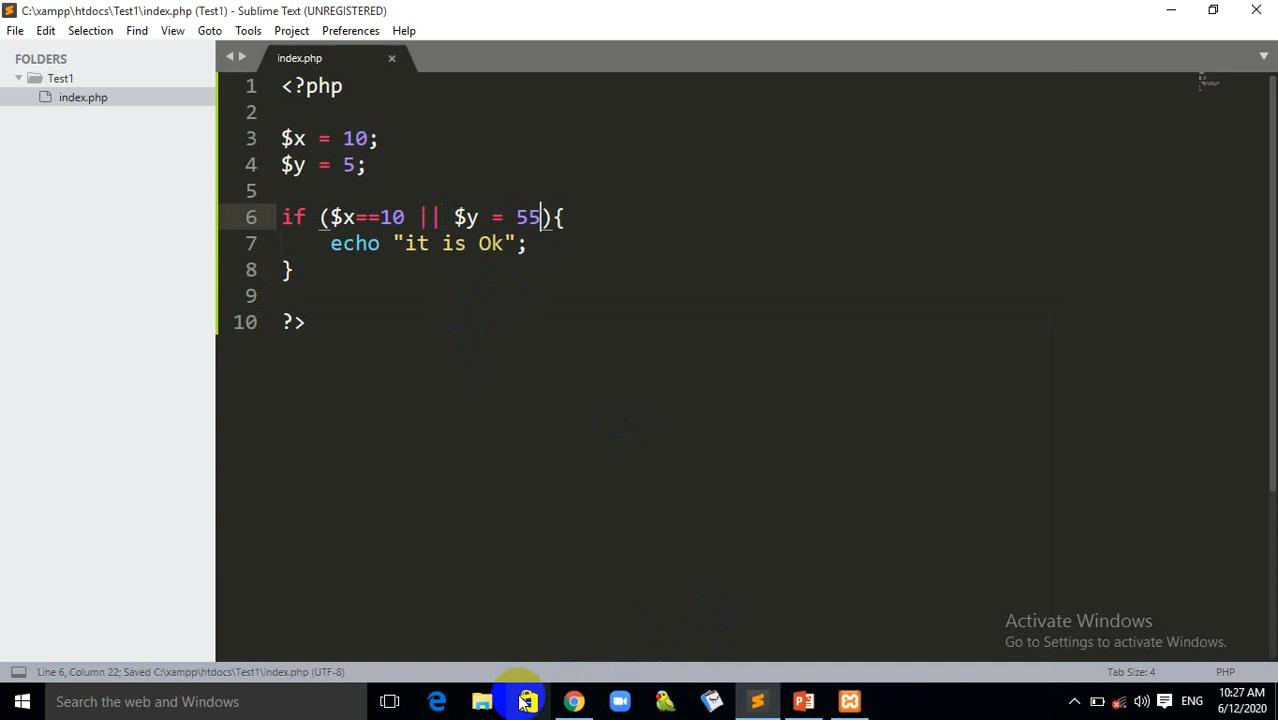 C:\xampp\htdocs\Test1\index.php (Test1) - Sublime Text (UNREGISTERED)
File Edit Selection Find View Goto Tools Project Preferences Help
FOLDERS
Test1
index.php
index.php ×
1 <?php
2
3 $x = 10;
4 $y = 5;
5
6 if ($x==10 || $y = 55){
7 echo "it is Ok";
8 }
9
10 ?>
Activate Windows
Go to Settings to activate Windows.
Line 6, Column 22; Saved C:\xampp\htdocs\Test1\index.php (UTF-8) Tab Size: 4 PHP
Search the web and Windows
ENG
10:27 AM
6/12/2020